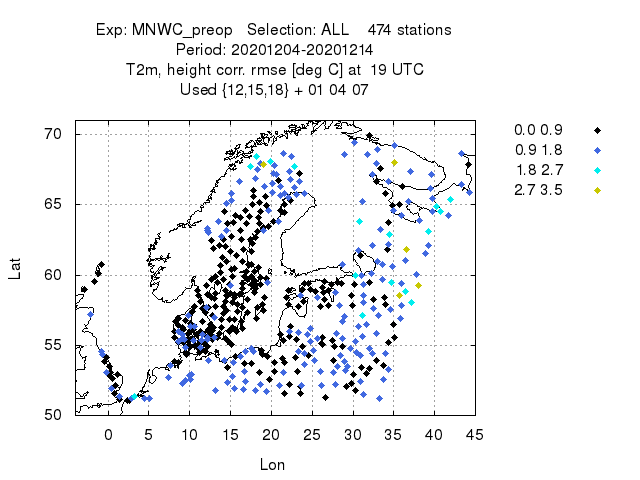 Exp: MNWC_preop Selection: ALL 474 stations
Period: 20201204-20201214
T2m, height corr. rmse [deg C] at 19 UTC
Used {12,15,18} + 01 04 07
0.0 0.9
0.9 1.8
1.8 2.7
2.7 3.5
70
65
60
55
50
Lat
0 5 10 15 20 25 30 35 40 45
Lon